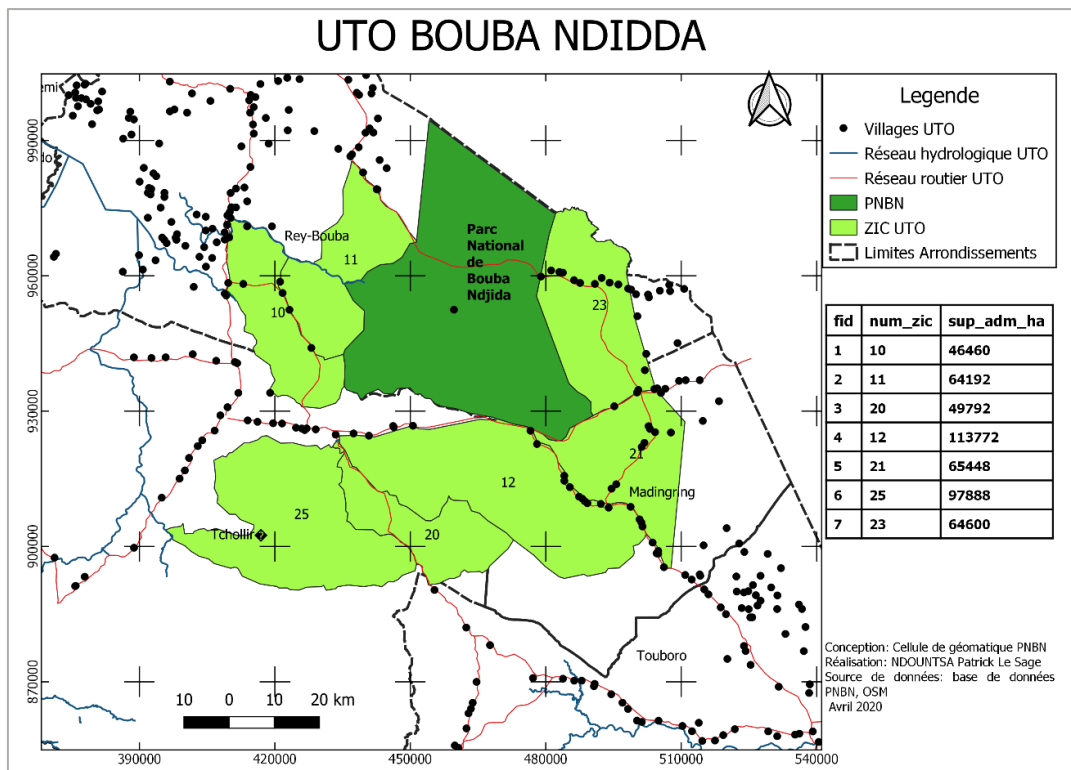 UTO BOUBA NDIDDA
990000
960000
930000
900000
870000
390000
420000
450000
480000
510000
540000
Rey-Bouba
11
10
Parc
National
de
Bouba
Ndjida
23
21
12
Madingring
25
20
Touboro
10 0 10 20 km
Legende
Villages UTO
Réseau hydrologique UTO
Réseau routier UTO
PNBN
ZIC UTO
Limites Arrondissements
fid num_zic sup_adm_ha
1 10 46460
2 11 64192
3 20 49792
4 12 113772
5 21 65448
6 25 97888
7 23 64600
Conception: Cellule de géomatique PNBN
Réalisation: NDOUNTSA Patrick Le Sage
Source de données: base de données
PNBN, OSM
Avril 2020